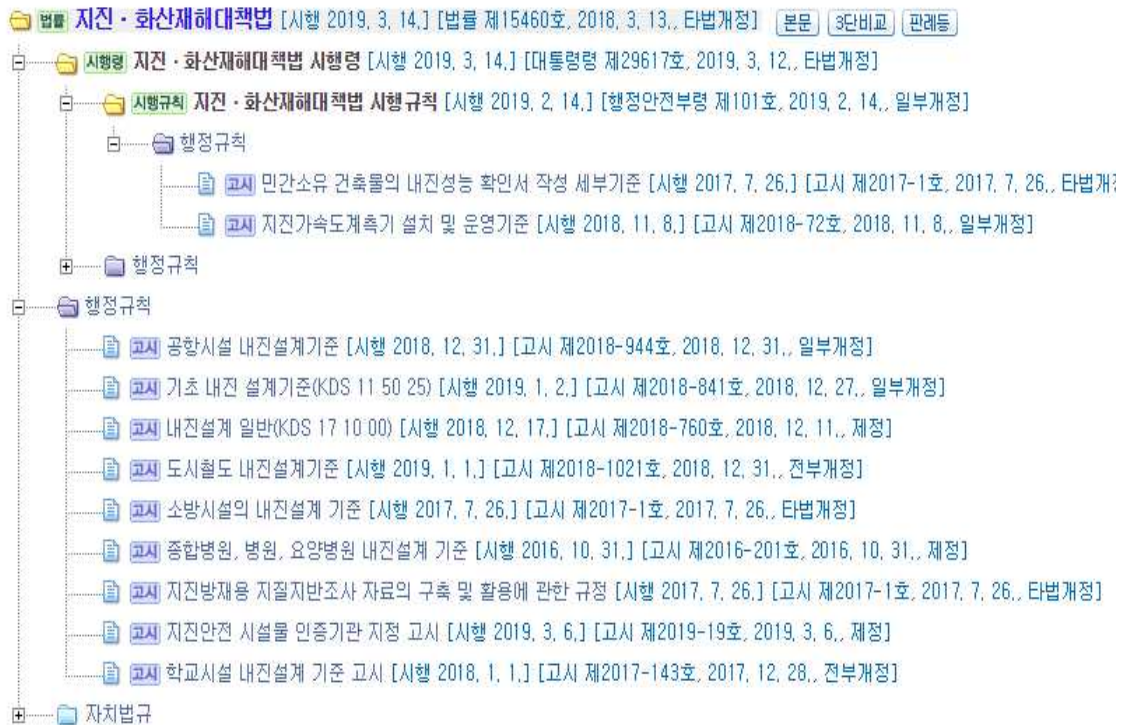 법률 지진·화산재해대책법 [시행 2019. 3. 14.] [법률 제15460호, 2018. 3. 13., 타법개정] 본문 3단비교 판례등
시행령 지진·화산재해대책법 시행령 [시행 2019. 3. 14.] [대통령령 제29617호, 2019. 3. 12., 타법개정]
시행규칙 지진·화산재해대책법 시행규칙 [시행 2019. 2. 14.] [행정안전부령 제101호, 2019. 2. 14., 일부개정]
행정규칙
고시 민간소유 건축물의 내진성능 확인서 작성 세부기준 [시행 2017. 7. 26.] [고시 제2017-1호, 2017. 7. 26., 타법개
고시 지진가속도계측기 설치 및 운영기준 [시행 2018. 11. 8.] [고시 제2018-72호, 2018. 11. 8., 일부개정]
행정규칙
행정규칙
고시 공항시설 내진설계기준 [시행 2018. 12. 31.] [고시 제2018-944호, 2018. 12. 31., 일부개정]
고시 기초 내진 설계기준(KDS 11 50 25) [시행 2019. 1. 2.] [고시 제2018-841호, 2018. 12. 27., 일부개정]
고시 내진설계 일반(KDS 17 10 00) [시행 2018. 12. 17.] [고시 제2018-760호, 2018. 12. 11., 제정]
고시 도시철도 내진설계기준 [시행 2019. 1. 1.] [고시 제2018-1021호, 2018. 12. 31., 전부개정]
고시 소방시설의 내진설계 기준 [시행 2017. 7. 26.] [고시 제2017-1호, 2017. 7. 26., 타법개정]
고시 종합병원, 병원, 요양병원 내진설계 기준 [시행 2016. 10. 31.] [고시 제2016-201호, 2016. 10. 31., 제정]
고시 지진방재용 지질지반조사 자료의 구축 및 활용에 관한 규정 [시행 2017. 7. 26.] [고시 제2017-1호, 2017. 7. 26., 타법개정]
고시 지진안전 시설물 인증기관 지정 고시 [시행 2019. 3. 6.] [고시 제2019-19호, 2019. 3. 6., 제정]
고시 학교시설 내진설계 기준 고시 [시행 2018. 1. 1.] [고시 제2017-143호, 2017. 12. 28., 전부개정]
자치법규